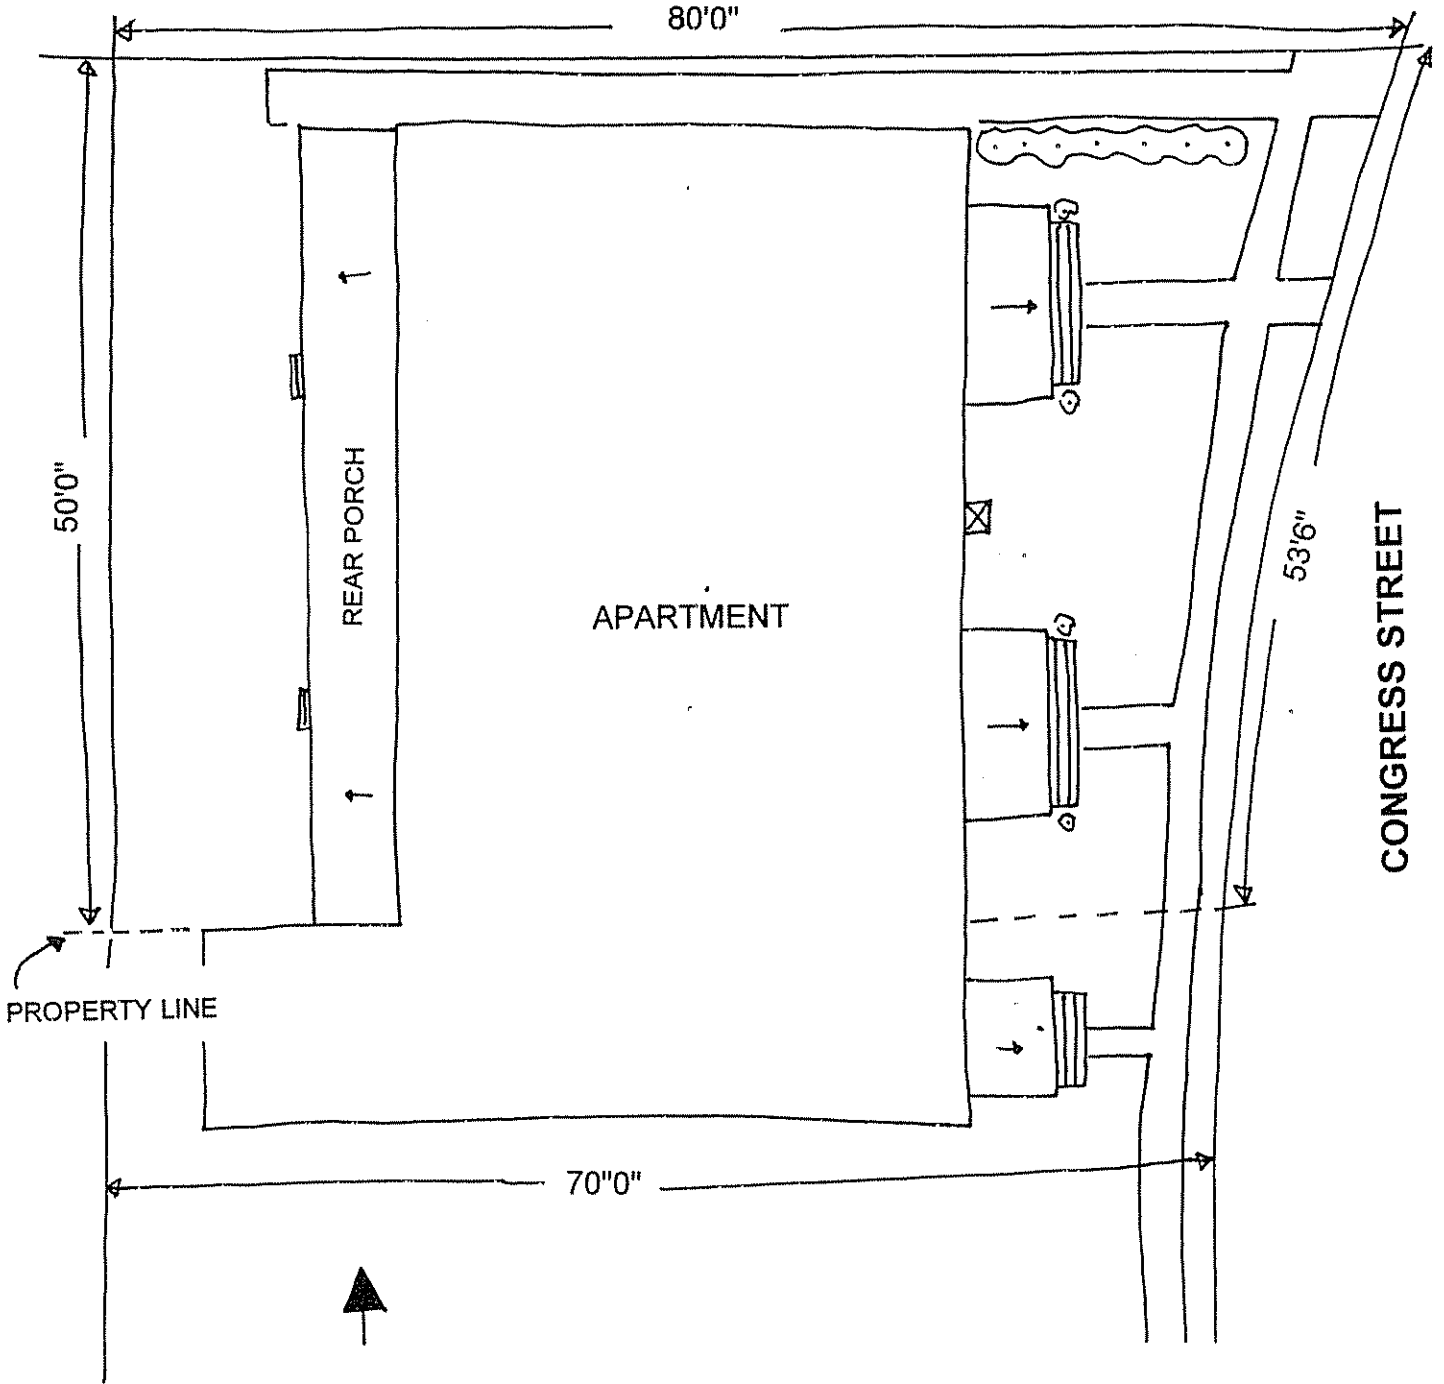 80'0"
50'0"
REAR PORCH
APARTMENT
53'6"
CONGRESS STREET
PROPERTY LINE
70"0"